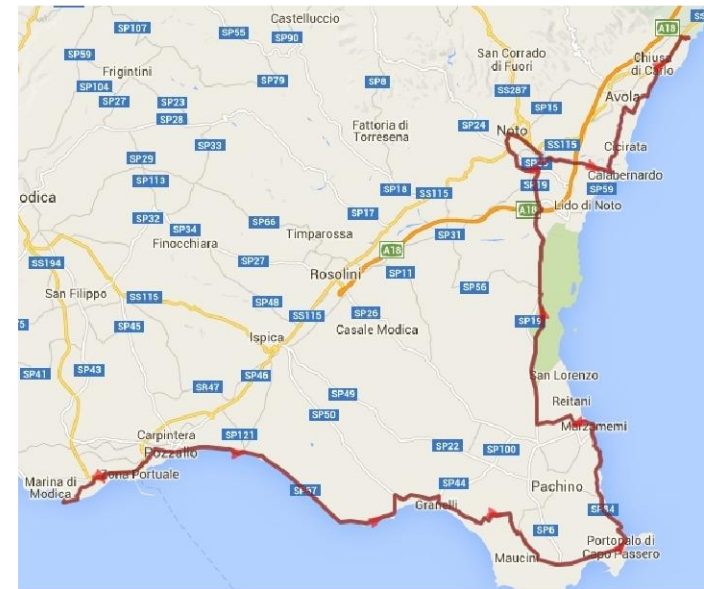 Castelluccio
SP107
SP55
SP90
A18
SS
SP59
Frigintini
San Corrado
di Fuori
Chiusa
di Carlo
SP104
SP79
SP8
SS287
SP27
SP23
SP15
Avola
SP28
Fattoria di
Torresena
SP24
Noto
SP33
SS115
Cicirata
SP29
SP19
Calabernardo
SP113
SP18
SS115
SP59
odica
SP17
A18
Lido di Noto
SP32
SP34
SP66
Finocchiara
Timparossa
SP31
A18
SS194
SP27
Rosolini
SP11
San Filippo
SS115
SP48
SP56
SP26
SP45
SS115
Casale Modica
SP19
Ispica
SP41
SP43
SP46
San Lorenzo
SR47
SP49
Reitani
SP50
Marzamemi
Carpintera
SP121
SP22
SP100
Pozzallo
Marina di
Modica
Zona Portuale
SP67
SP44
Pachino
Granelli
SP84
SP6
Portopalo di
Capo Passero
Maucini